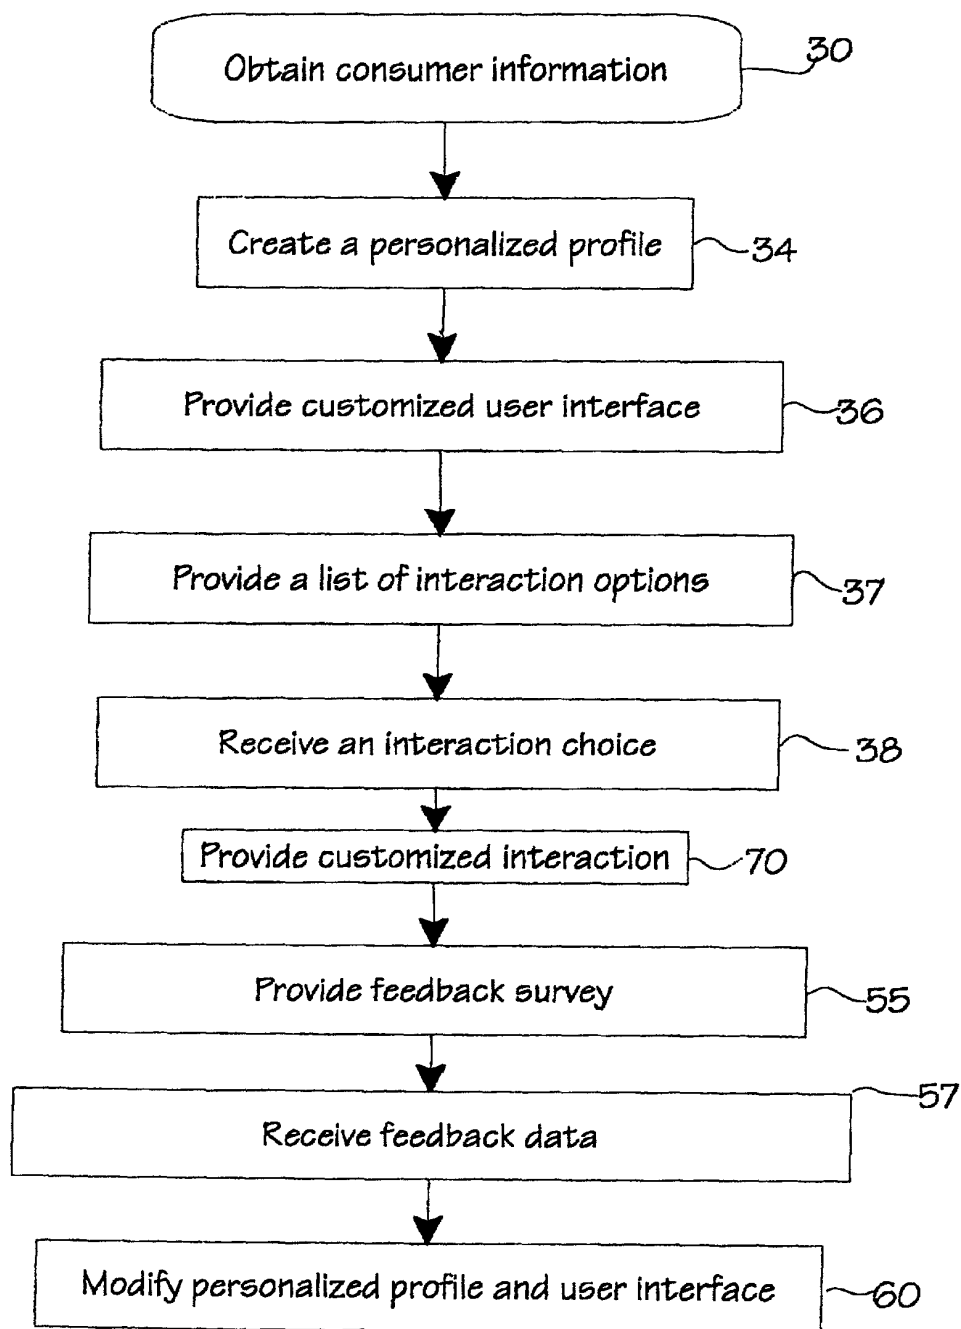 Obtain consumer information
30
Create a personalized profile
34
Provide customized user interface
36
Provide a list of interaction options
37
Receive an interaction choice
38
Provide customized interaction
70
Provide feedback survey
55
Receive feedback data
57
Modify personalized profile and user interface
60